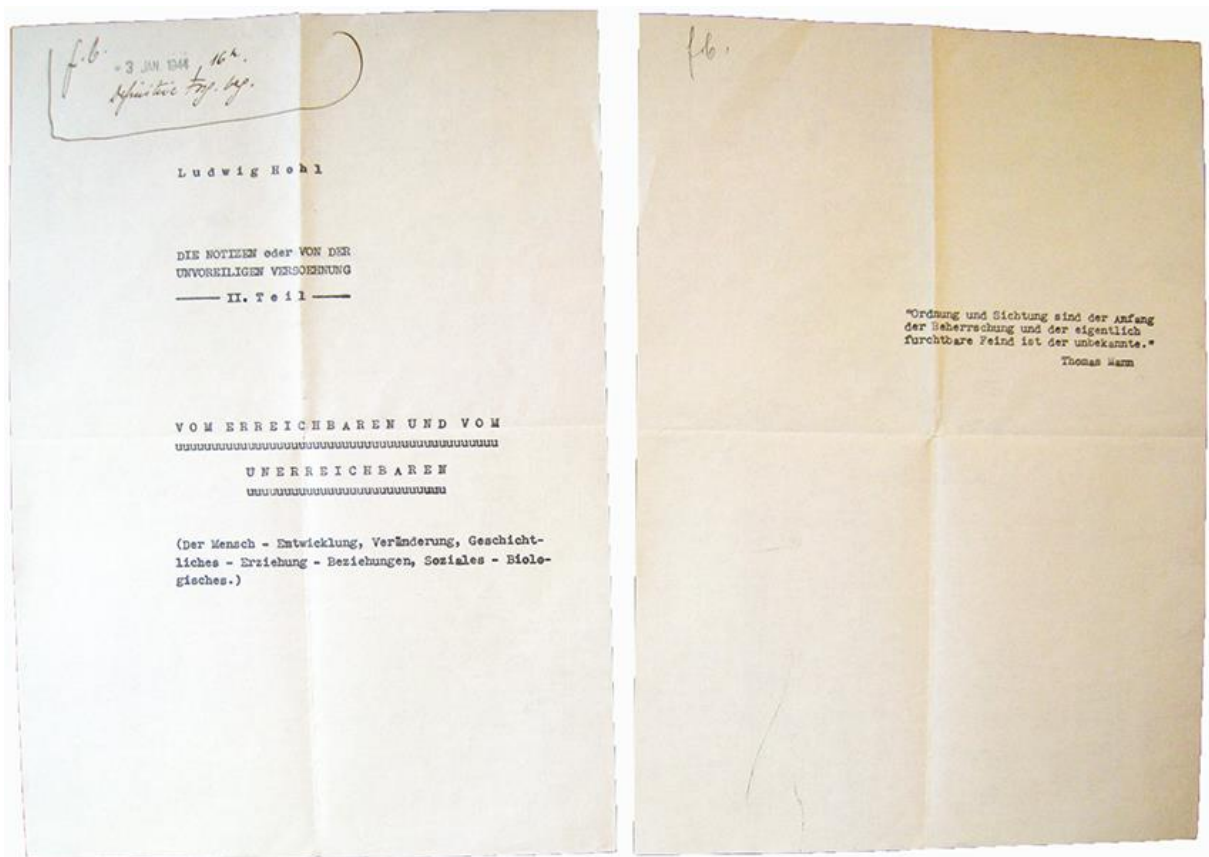 f.b.
- 3 JAN. 1944 16h.
definitive
Ludwig Hohl
DIE NOTIZEN oder VON DER
UNVOREILIGEN VERSOEHNUNG
II. Teil
VOM ERREICHBAREN UND VOM
uuuuuuuuuuuuuuuuuuuuuuuuuuuuuuuuuuuuuuuuuuu
UNERREICHBAREN
uuuuuuuuuuuuuuuuuuuuuuuuuu
(Der Mensch - Entwicklung, Veränderung, Geschicht-
liches - Erziehung - Beziehungen, Soziales - Biolo-
gisches.)
f.b.
"Ordnung und Sichtung sind der Anfang
der Beherrschung und der eigentlich
furchtbare Feind ist der unbekannte."
Thomas Mann